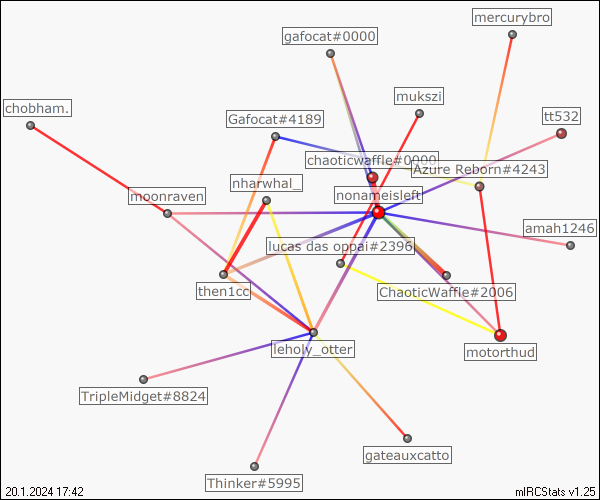 mercurybro
gafocat#0000
mukszi
chobham.
Gafocat#4189
tt532
chaoticwaffle#0000
Azure Reborn#4243
nharwhal_
moonraven
nonameisleft
amah1246
lucas das oppai#2396
then1cc
ChaoticWaffle#2006
leholy_otter
motorthud
TripleMidget#8824
gateauxcatto
Thinker#5995
20.1.2024 17:42
mIRCStats v1.25